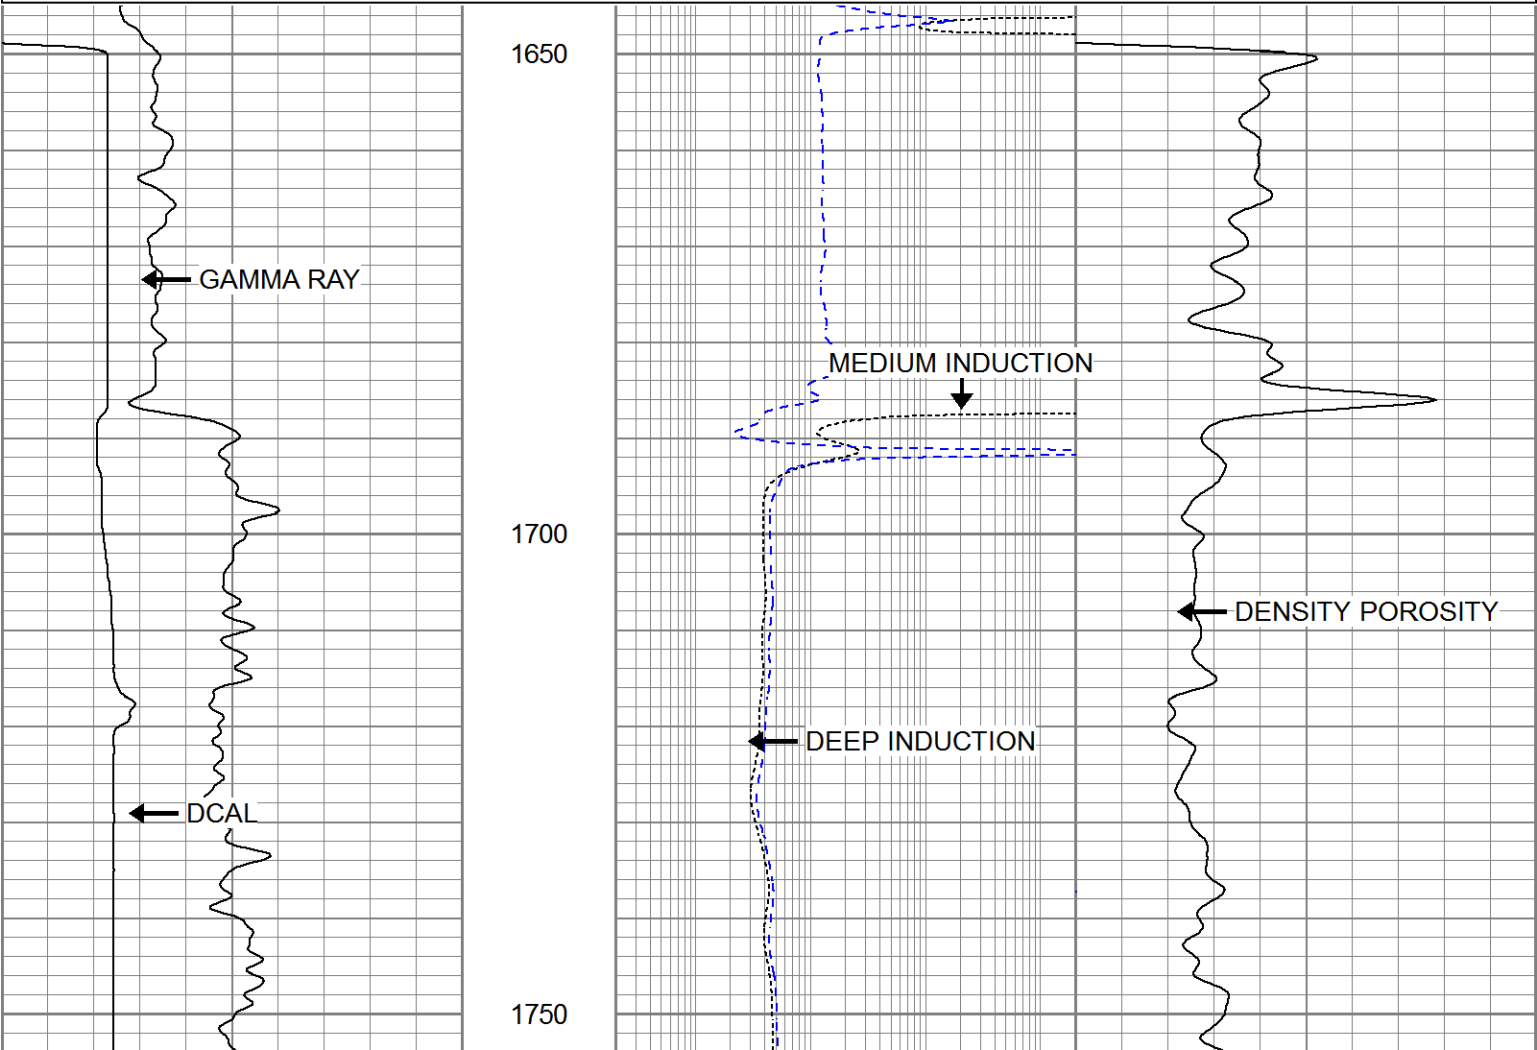 1650
GAMMA RAY
MEDIUM INDUCTION
1700
DENSITY POROSITY
DEEP INDUCTION
DCAL
1750